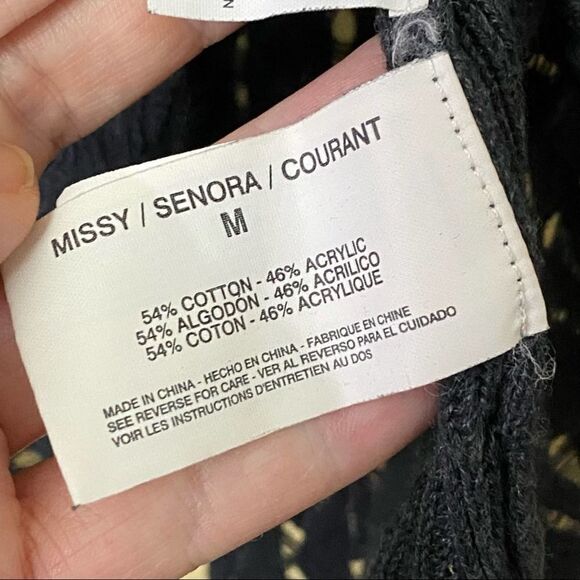 MISSY / SENORA / COURANT
M
54% COTTON - 46% ACRYLIC
54% ALGODON - 46% ACRILICO
54% COTON - 46% ACRYLIQUE
MADE IN CHINA - HECHO EN CHINA - FABRIQUE EN CHINE
SEE REVERSE FOR CARE - VER AL REVERSO PARA EL CUIDADO
VOIR LES INSTRUCTIONS D'ENTRETIEN AU DOS